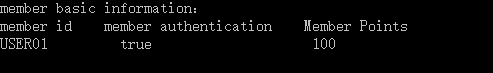 member basic information:
member id    member authentication    Member Points
USER01    true    100